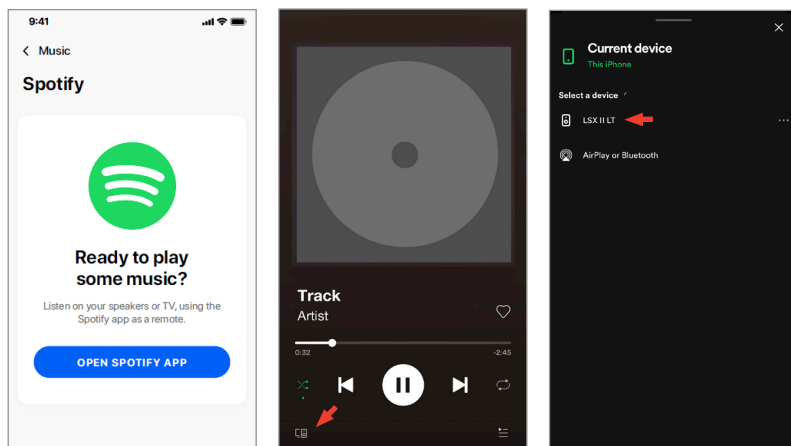 9:41
Music
Spotify
Ready to play
some music?
Listen on your speakers or TV, using the
Spotify app as a remote.
OPEN SPOTIFY APP
Track
Artist
0:32
-2:45
Current device
This iPhone
Select a device
LSX II LT
AirPlay or Bluetooth